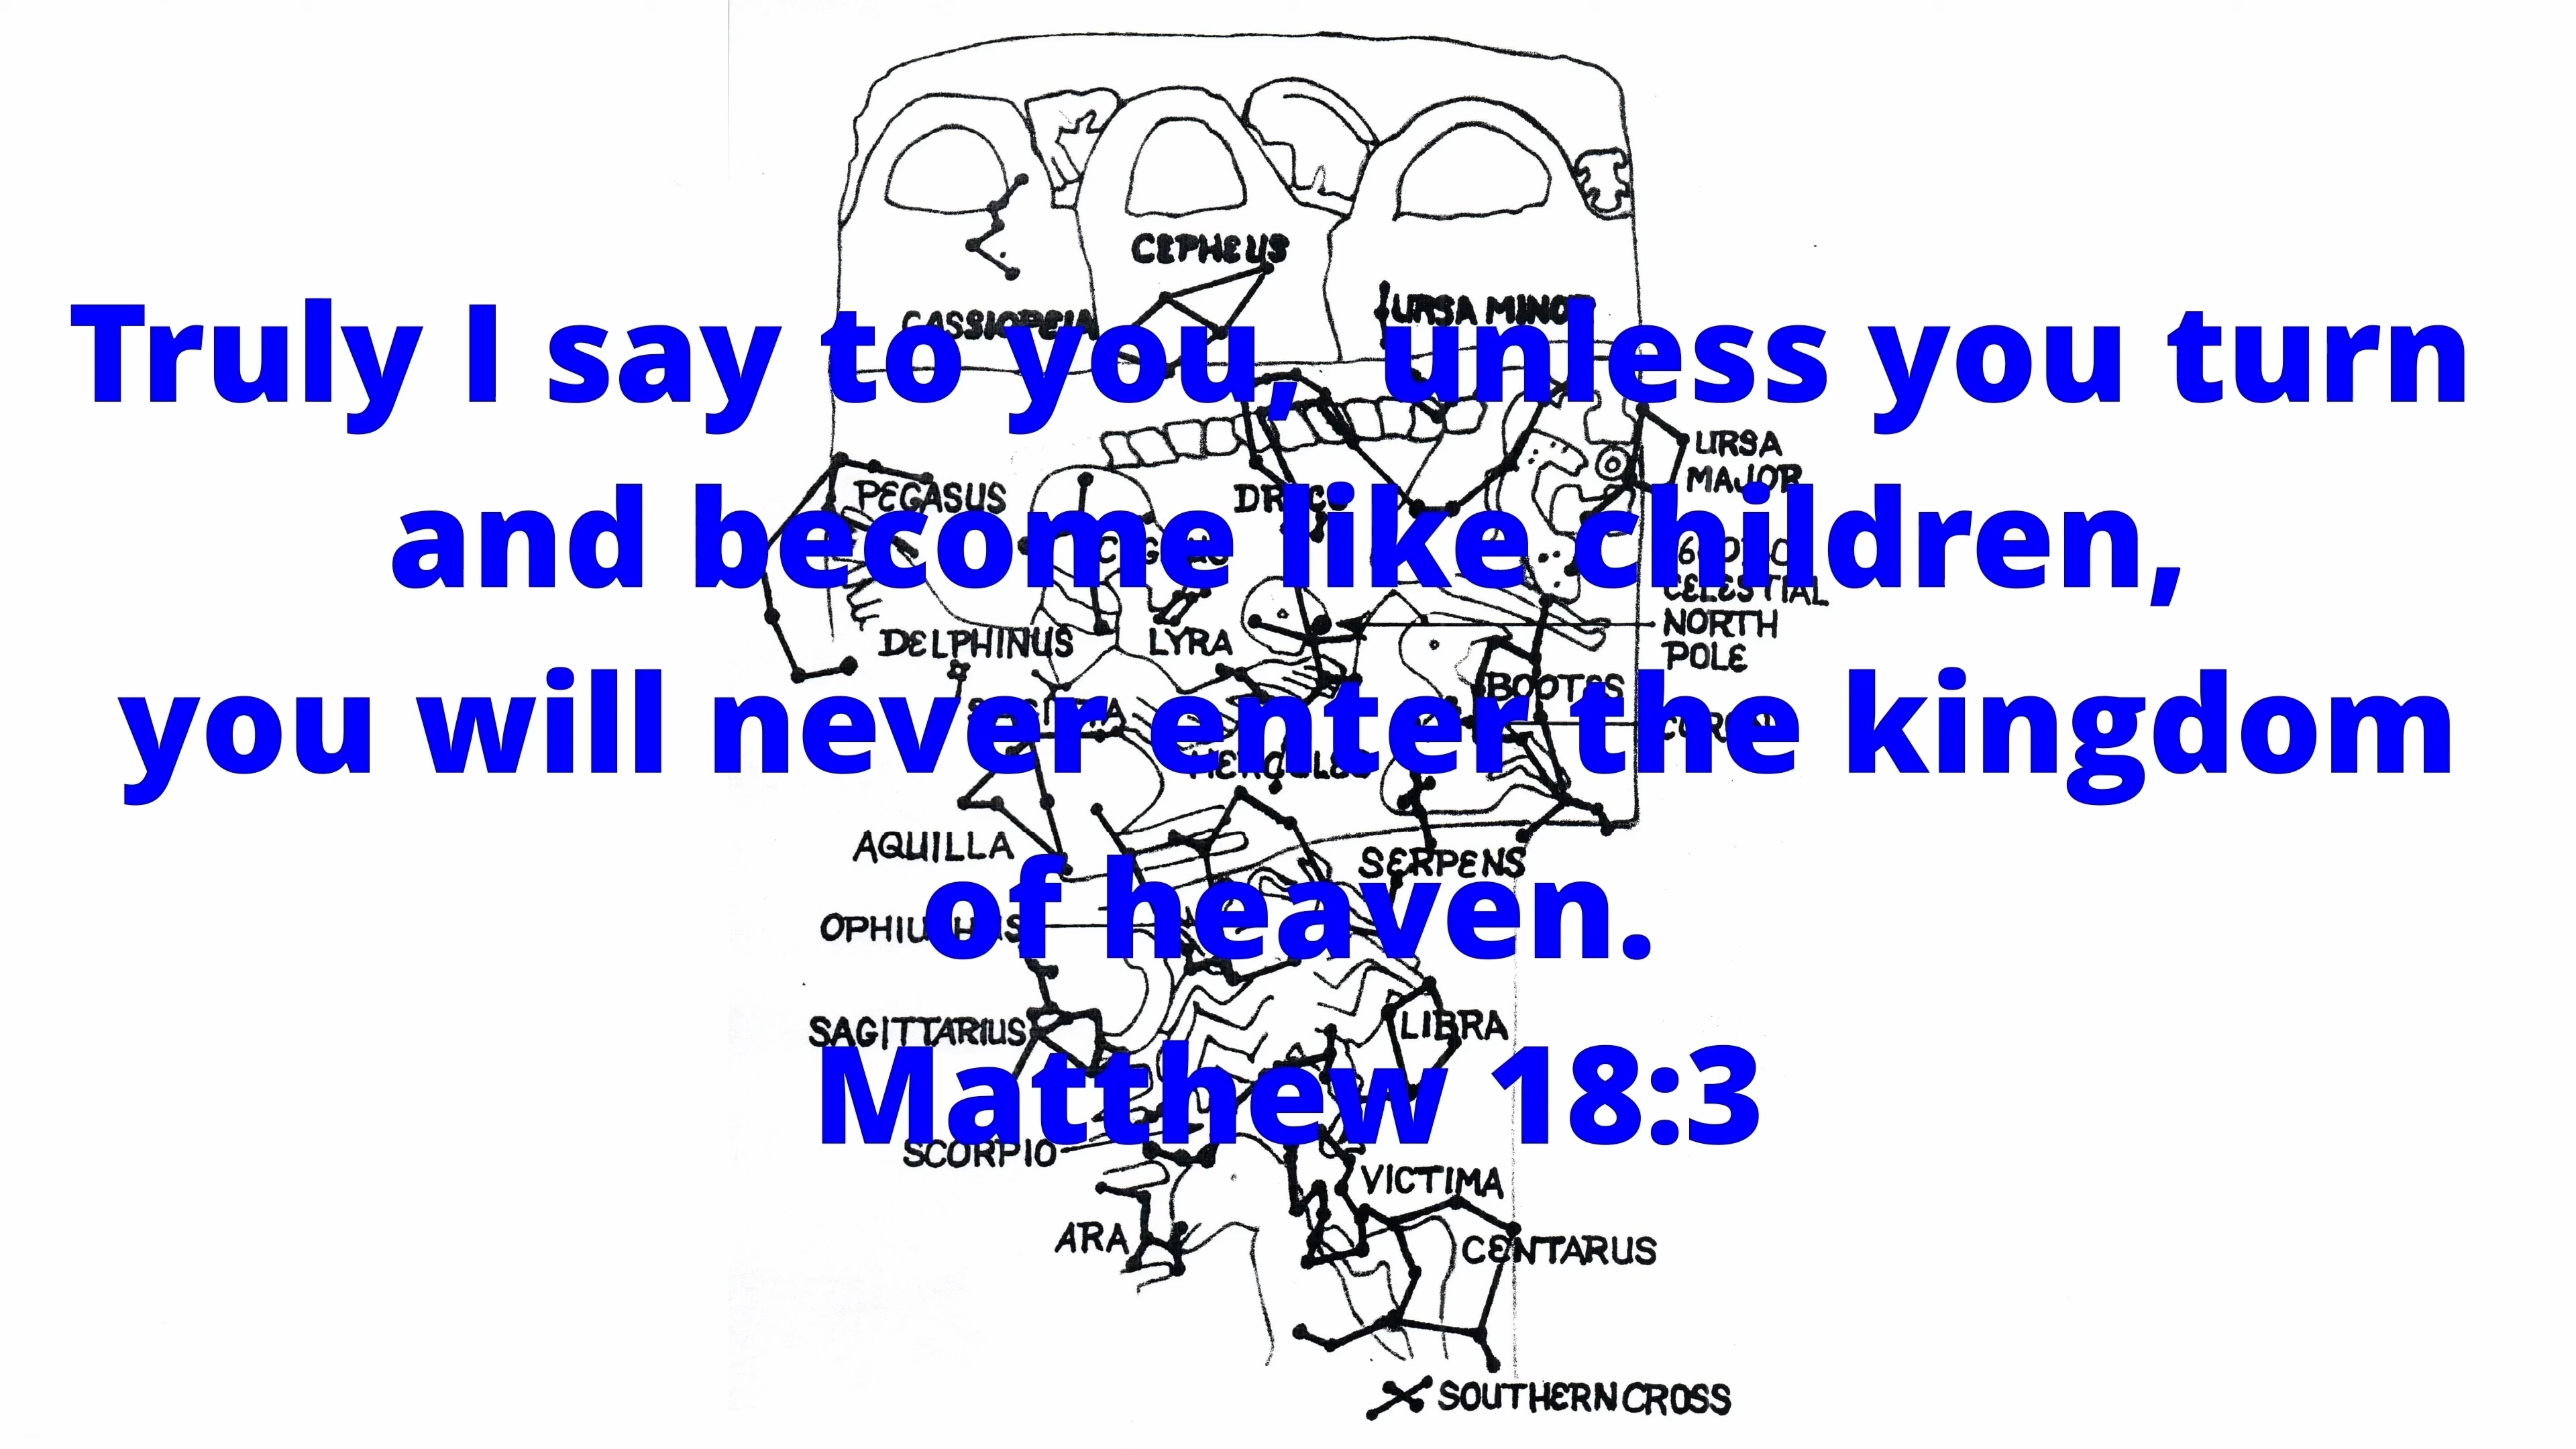 CEPHEUS
CASSIOPEIA
URSA MINOR
Truly I say to you, unless you turn
URSA
MAJOR
PEGASUS
DRACO
and become like children,
CELESTIAL
NORTH
POLE
DELPHINUS
LYRA
BOOTES
you will never enter the kingdom
HERCULES
AQUILLA
SERPENS
of heaven.
SAGITTARIUS
LIBRA
Matthew 18:3
SCORPIO
VICTIMA
ARA
CENTARUS
SOUTHERN CROSS